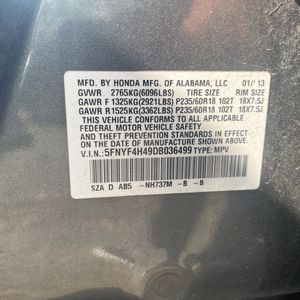 MFD. BY HONDA MFG. OF ALABAMA, LLC 01/'13
GVWR 2765KG(6096LBS) TIRE SIZE RIM SIZE
GAWR F 1325KG(2921LBS) P235/60R18 102T 18X7.5J
GAWR R1525KG(3362LBS) P235/60R18 102T 18X7.5J
THIS VEHICLE CONFORMS TO ALL APPLICABLE
FEDERAL MOTOR VEHICLE SAFETY, BUMPER
AND THEFT PREVENTION STANDARDS IN EFFECT
ON THE DATE OF MANUFACTURE SHOWN ABOVE.
V.I.N.: 5FNYF4H49DB036499 TYPE: MPV
SZA D AB5 -NH737M -B -B